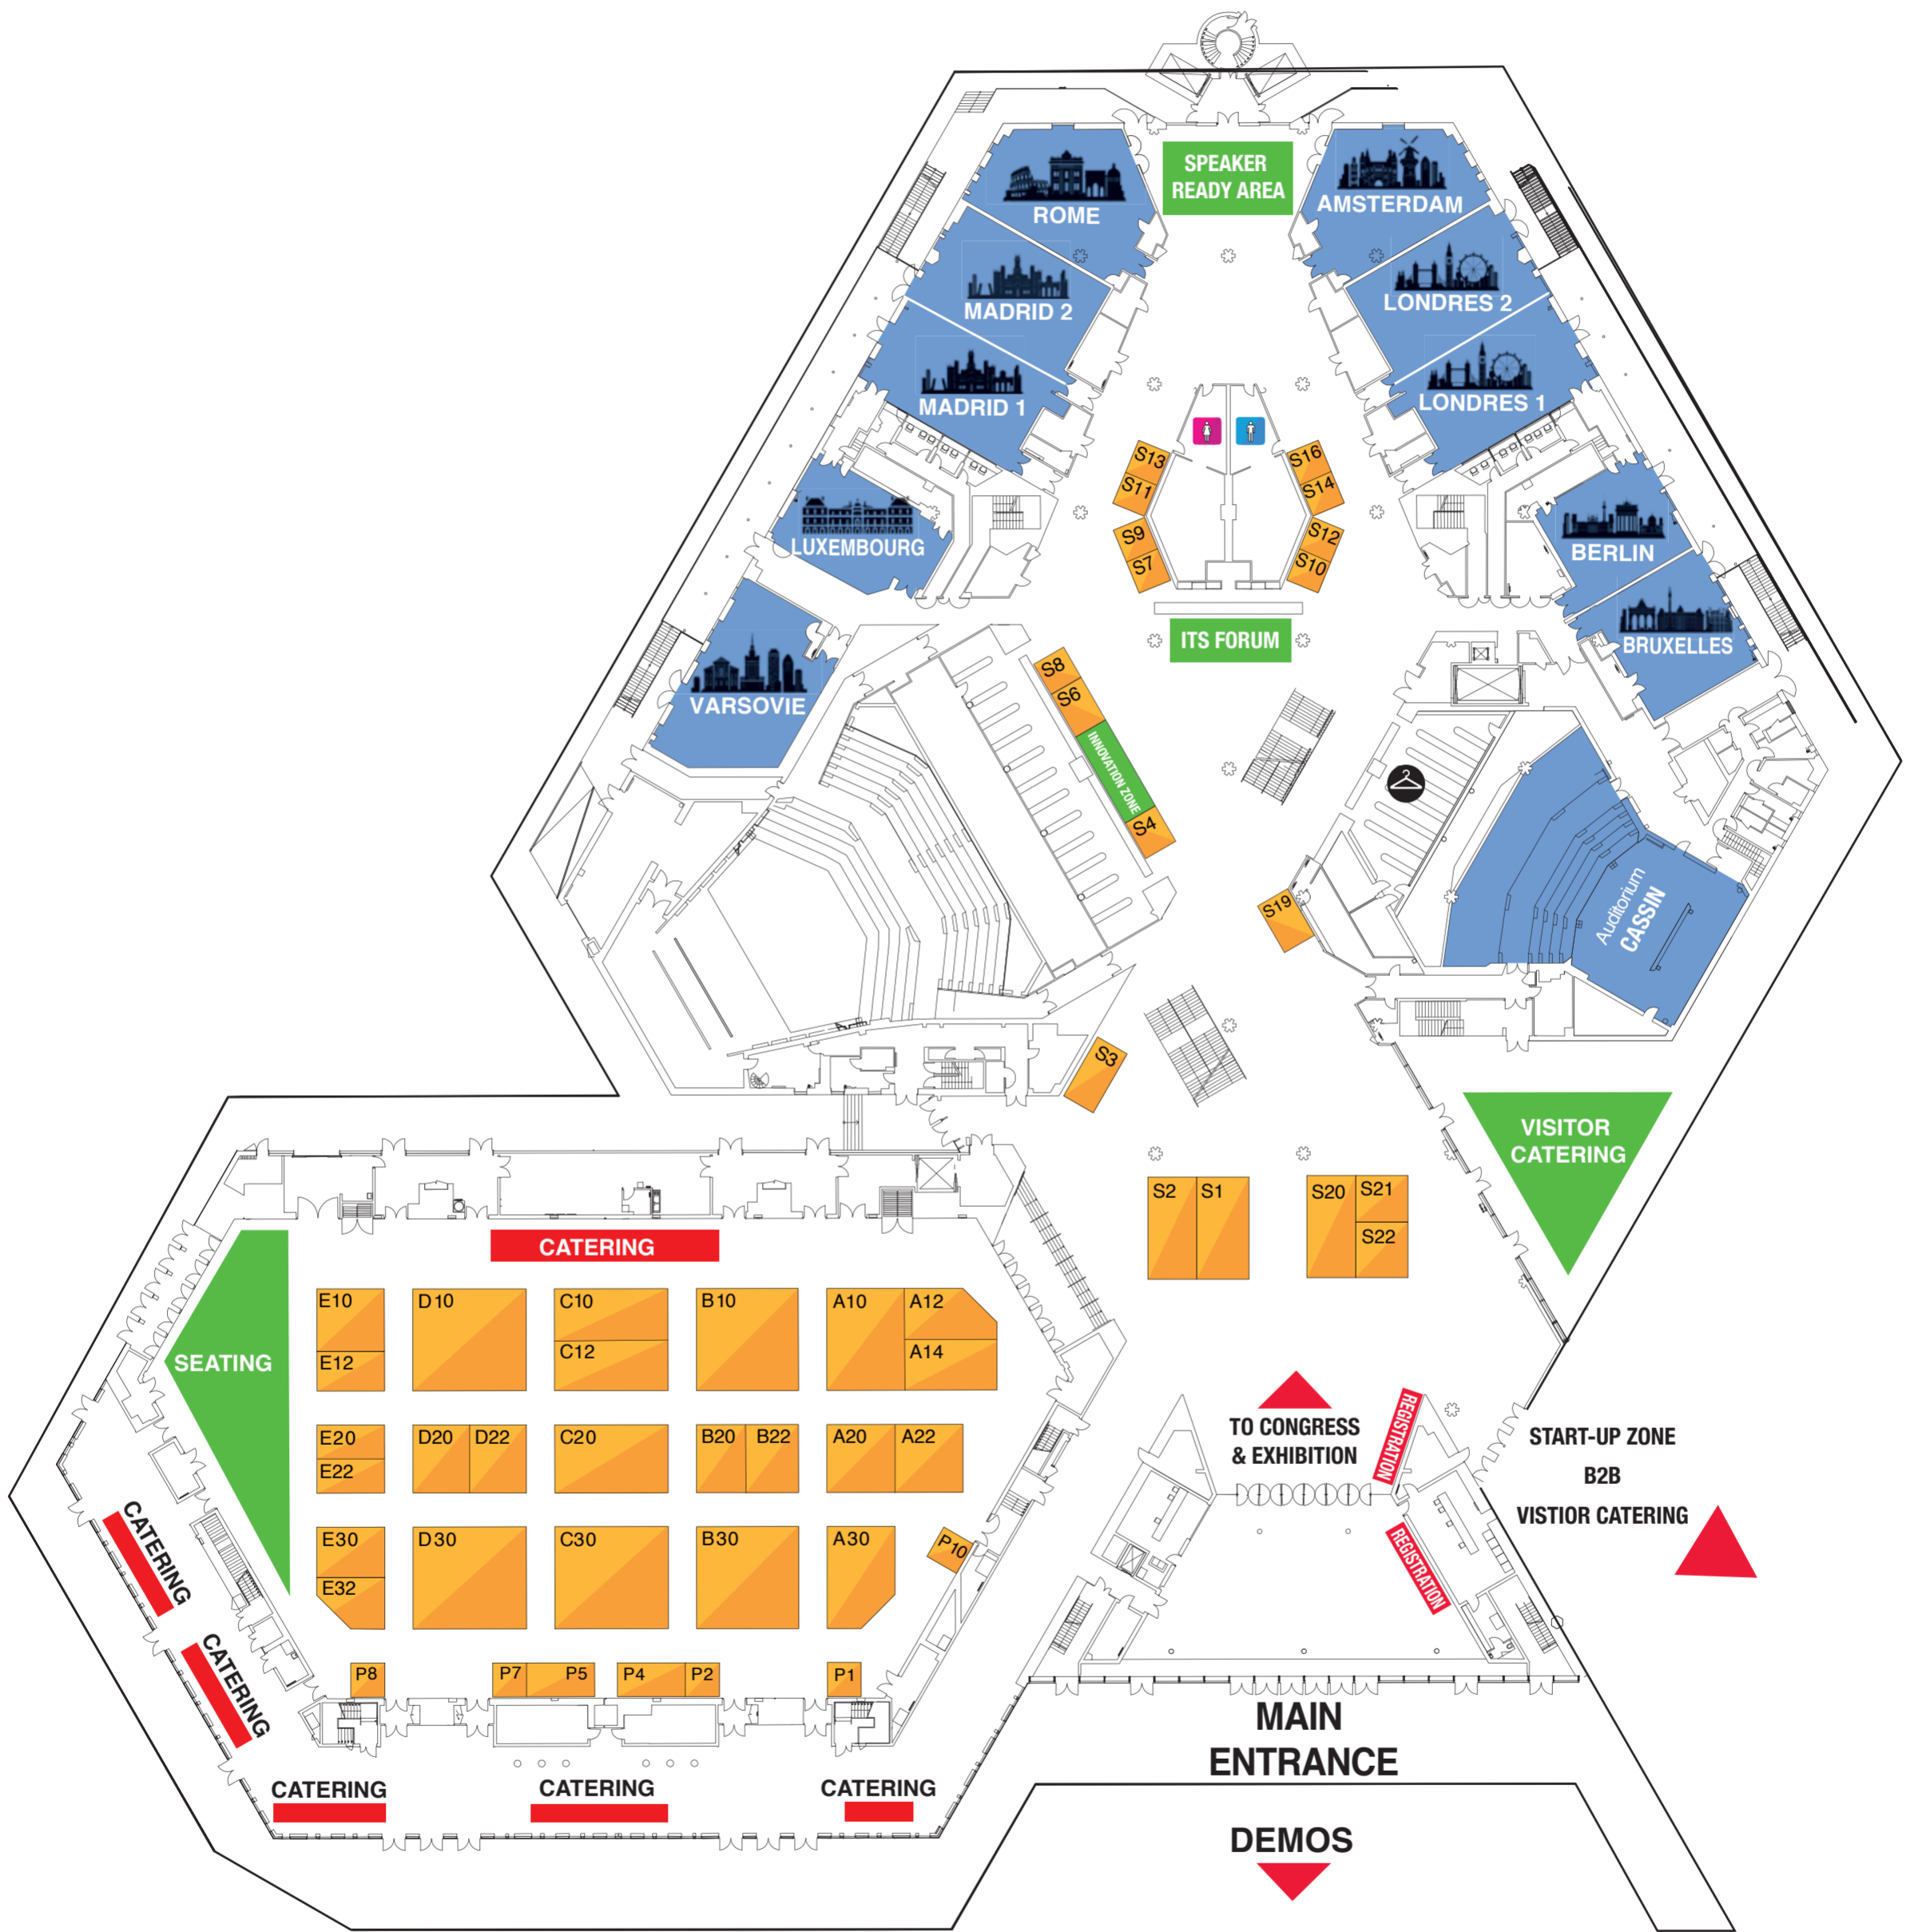 SPEAKER
READY AREA
ROME
AMSTERDAM
MADRID 2
LONDRES 2
MADRID 1
LONDRES 1
S13
S11
S9
S7
S16
S14
S12
S10
LUXEMBOURG
BERLIN
BRUXELLES
ITS FORUM
VARSOVIE
S8
S6
INNOVATION ZONE
S4
S19
Auditorium
CASSIN
S3
VISITOR
CATERING
S2
S1
S20
S21
S22
CATERING
SEATING
E10
E12
D10
C10
C12
B10
A10
A12
A14
E20
E22
D20
D22
C20
B20
B22
A20
A22
E30
E32
D30
C30
B30
A30
P10
P8
P7
P5
P4
P2
P1
CATERING
CATERING
CATERING
CATERING
CATERING
TO CONGRESS
& EXHIBITION
REGISTRATION
REGISTRATION
START-UP ZONE
B2B
VISTIOR CATERING
MAIN
ENTRANCE
DEMOS